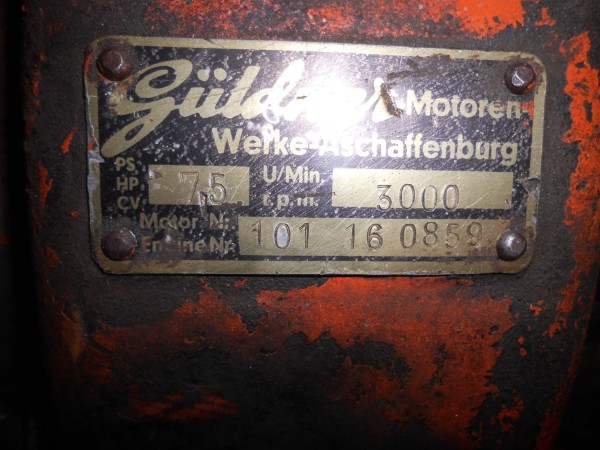 Güldner Motoren-
Werke-Aschaffenburg
PS. HP. CV. 7,5 U/Min. r.p.m. 3000
Motor-Nr. Engine Nr. 101 16 0859